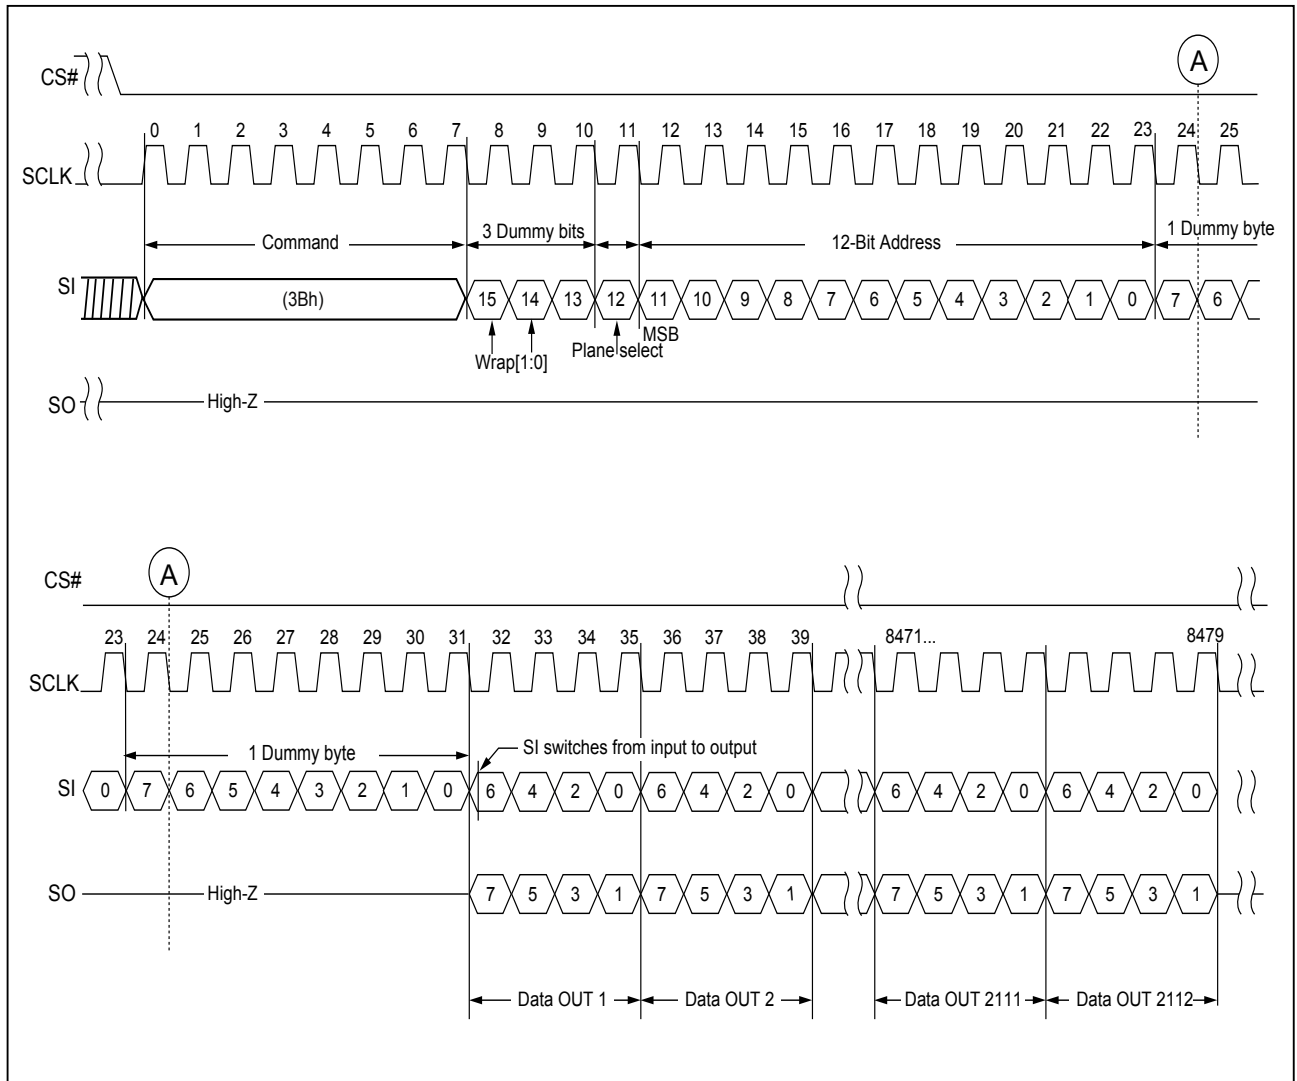 A
CS#
0 1 2 3 4 5 6 7 8 9 10 11 12 13 14 15 16 17 18 19 20 21 22 23 24 25
SCLK
Command 3 Dummy bits 12-Bit Address 1 Dummy byte
SI (3Bh) 15 14 13 12 11 10 9 8 7 6 5 4 3 2 1 0 7 6
MSB
Wrap[1:0] Plane select
SO High-Z
A
CS#
23 24 25 26 27 28 29 30 31 32 33 34 35 36 37 38 39 8471... 8479
SCLK
1 Dummy byte SI switches from input to output
SI 0 7 6 5 4 3 2 1 0 6 4 2 0 6 4 2 0 6 4 2 0 6 4 2 0
SO High-Z 7 5 3 1 7 5 3 1 7 5 3 1 7 5 3 1
Data OUT 1 Data OUT 2 Data OUT 2111 Data OUT 2112